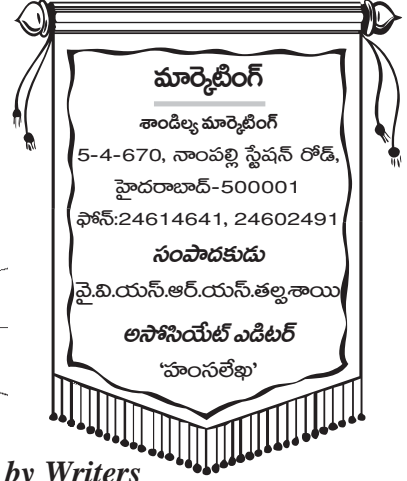 మార్కెటింగ్
శాండిల్య మార్కెటింగ్
5-4-670, నాంపల్లి స్టేషన్ రోడ్,
హైదరాబాద్-500001
ఫోన్:24614641, 24602491
సంపాదకుడు
వై.వి.యస్.ఆర్.యస్.తల్పశాయి
అసోసియేట్ ఎడిటర్
‘హంసలేఖ’
by Writers